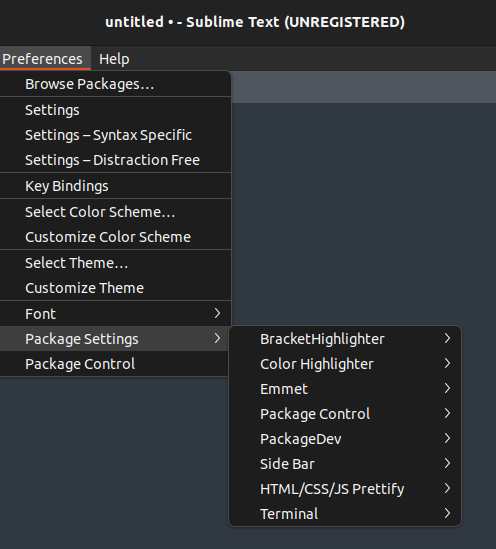 untitled • - Sublime Text (UNREGISTERED)
Preferences Help
Browse Packages…
Settings
Settings – Syntax Specific
Settings – Distraction Free
Key Bindings
Select Color Scheme…
Customize Color Scheme
Select Theme…
Customize Theme
Font
Package Settings
Package Control
BracketHighlighter
Color Highlighter
Emmet
Package Control
PackageDev
Side Bar
HTML/CSS/JS Prettify
Terminal